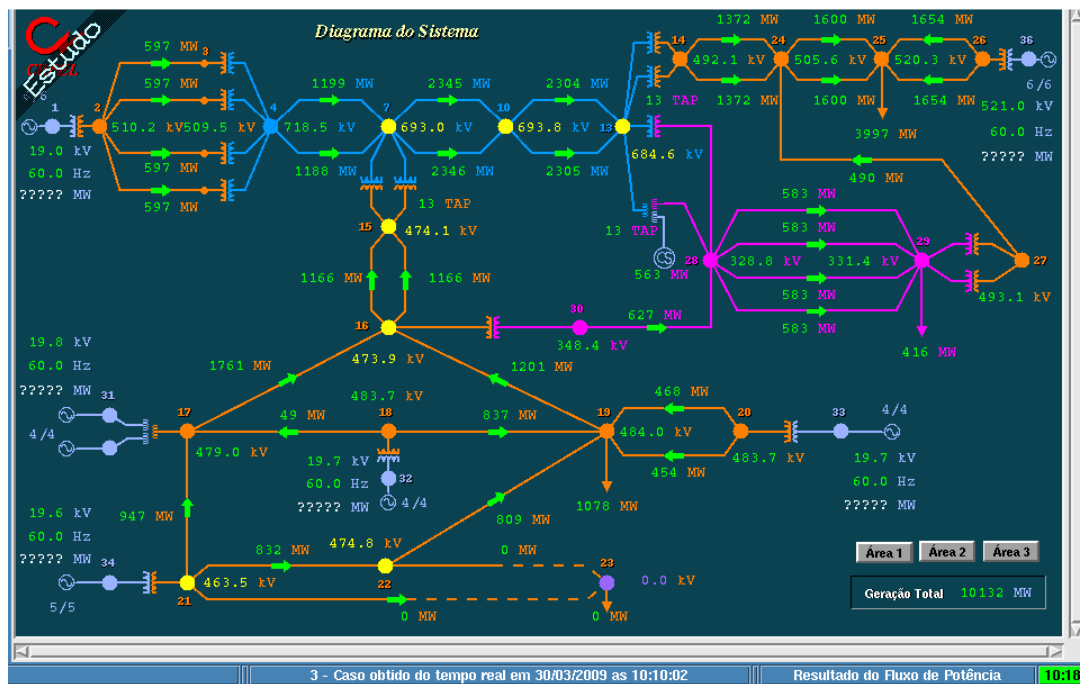 Estudo
Diagrama do Sistema
597 MW
3
597 MW
597 MW
597 MW
1
2
4
510.2 kV
509.5 kV
718.5 kV
19.0 kV
60.0 Hz
????? MW
1199 MW
1188 MW
7
693.0 kV
2345 MW
2346 MW
10
693.8 kV
2304 MW
2305 MW
13
684.6 kV
13 TAP
13 TAP
13 TAP
14
492.1 kV
1372 MW
1372 MW
24
505.6 kV
1600 MW
1600 MW
25
520.3 kV
1654 MW
1654 MW
26
36
6/6
521.0 kV
60.0 Hz
????? MW
3997 MW
490 MW
15
474.1 kV
1166 MW
1166 MW
CS
563 MW
28
328.8 kV
331.4 kV
583 MW
583 MW
583 MW
583 MW
29
27
493.1 kV
416 MW
16
473.9 kV
30
348.4 kV
627 MW
1761 MW
1201 MW
19.8 kV
60.0 Hz
????? MW
31
4/4
17
479.0 kV
49 MW
483.7 kV
18
837 MW
19.7 kV
60.0 Hz
????? MW
32
4/4
19
484.0 kV
468 MW
454 MW
20
483.7 kV
33
4/4
19.7 kV
60.0 Hz
????? MW
1078 MW
19.6 kV
60.0 Hz
????? MW
34
5/5
947 MW
21
463.5 kV
832 MW
474.8 kV
22
809 MW
0 MW
0 MW
23
0.0 kV
0 MW
Área 1
Área 2
Área 3
Geração Total 10132 MW
3 - Caso obtido do tempo real em 30/03/2009 as 10:10:02
Resultado do Fluxo de Potência
10:18